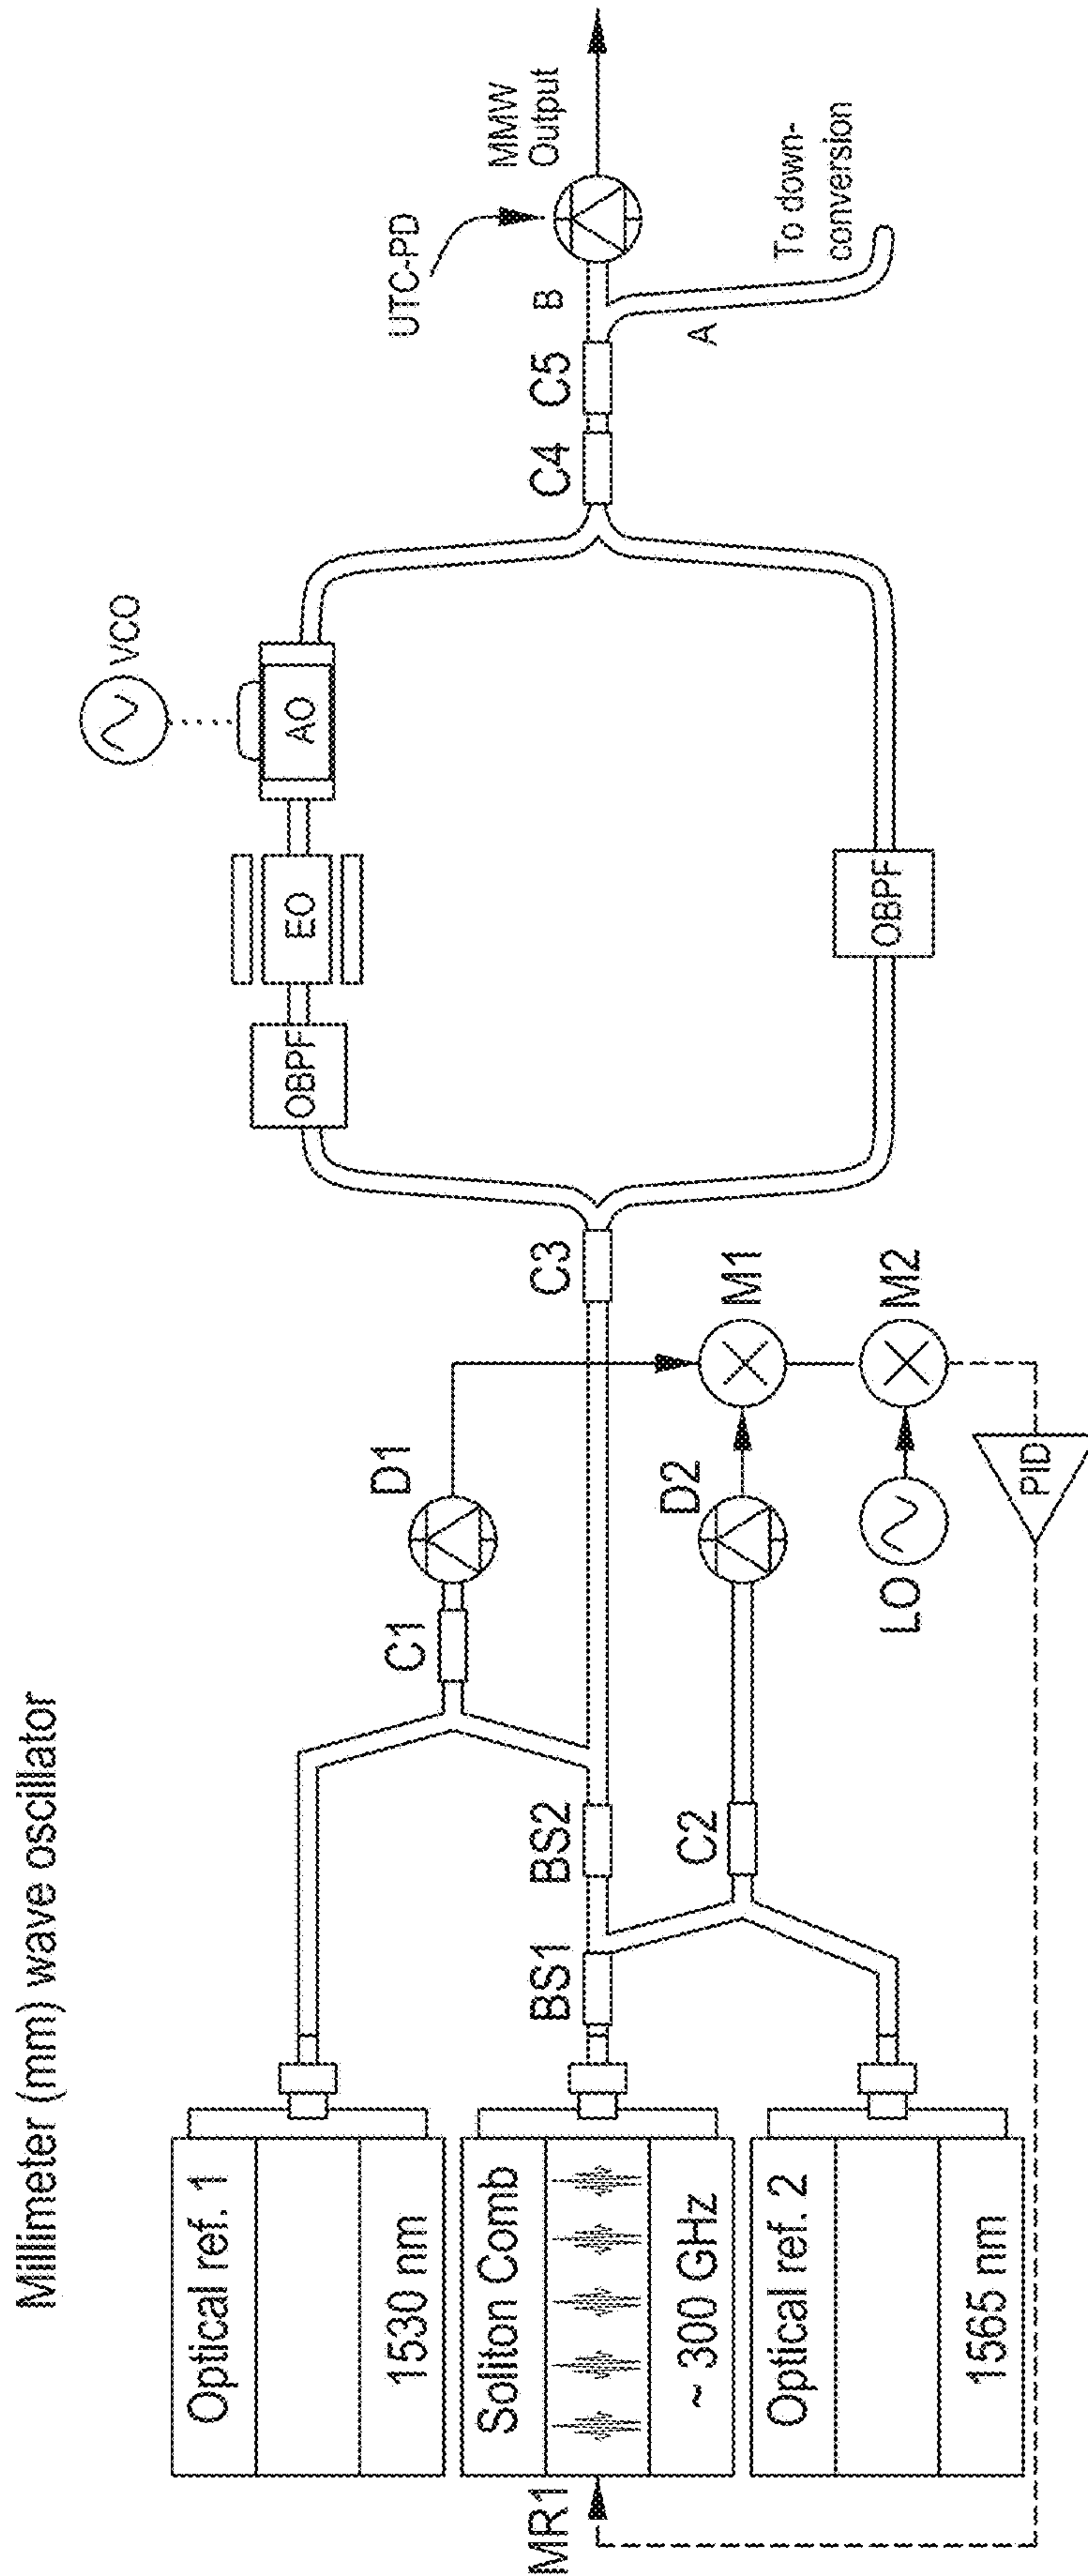 Millimeter (mm) wave oscillator
Optical ref. 1
1530 nm
MR1
Soliton Comb
~ 300 GHz
Optical ref. 2
1565 nm
BS1
BS2
C1
D1
C2
D2
LO
M1
M2
PID
C3
OBPF
EO
AO
VCO
OBPF
C4
C5
UTC-PD
B
A
MMW
Output
To down-
conversion